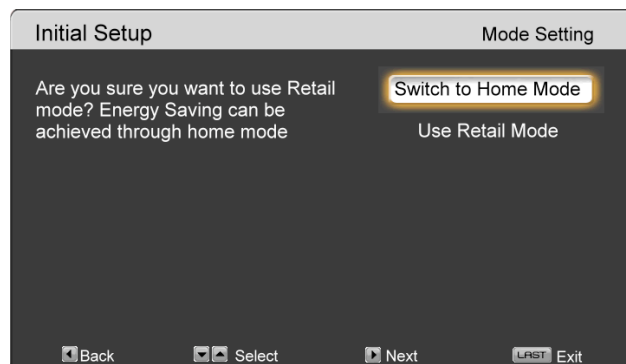 Initial Setup
Mode Setting
Are you sure you want to use Retail
mode? Energy Saving can be
achieved through home mode
Switch to Home Mode
Use Retail Mode
Back
Select
Next
LAST Exit